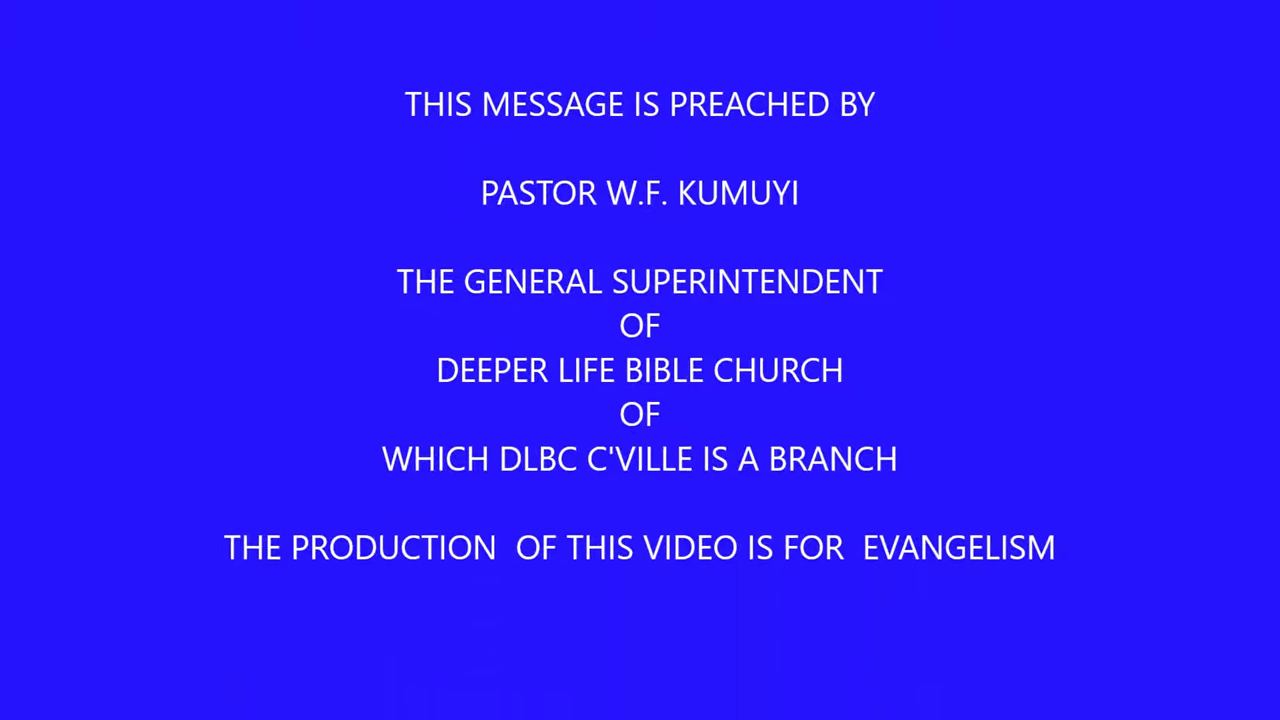 THIS MESSAGE IS PREACHED BY
PASTOR W.F. KUMUYI
THE GENERAL SUPERINTENDENT
OF
DEEPER LIFE BIBLE CHURCH
OF
WHICH DLBC C'VILLE IS A BRANCH
THE PRODUCTION  OF THIS VIDEO IS FOR  EVANGELISM